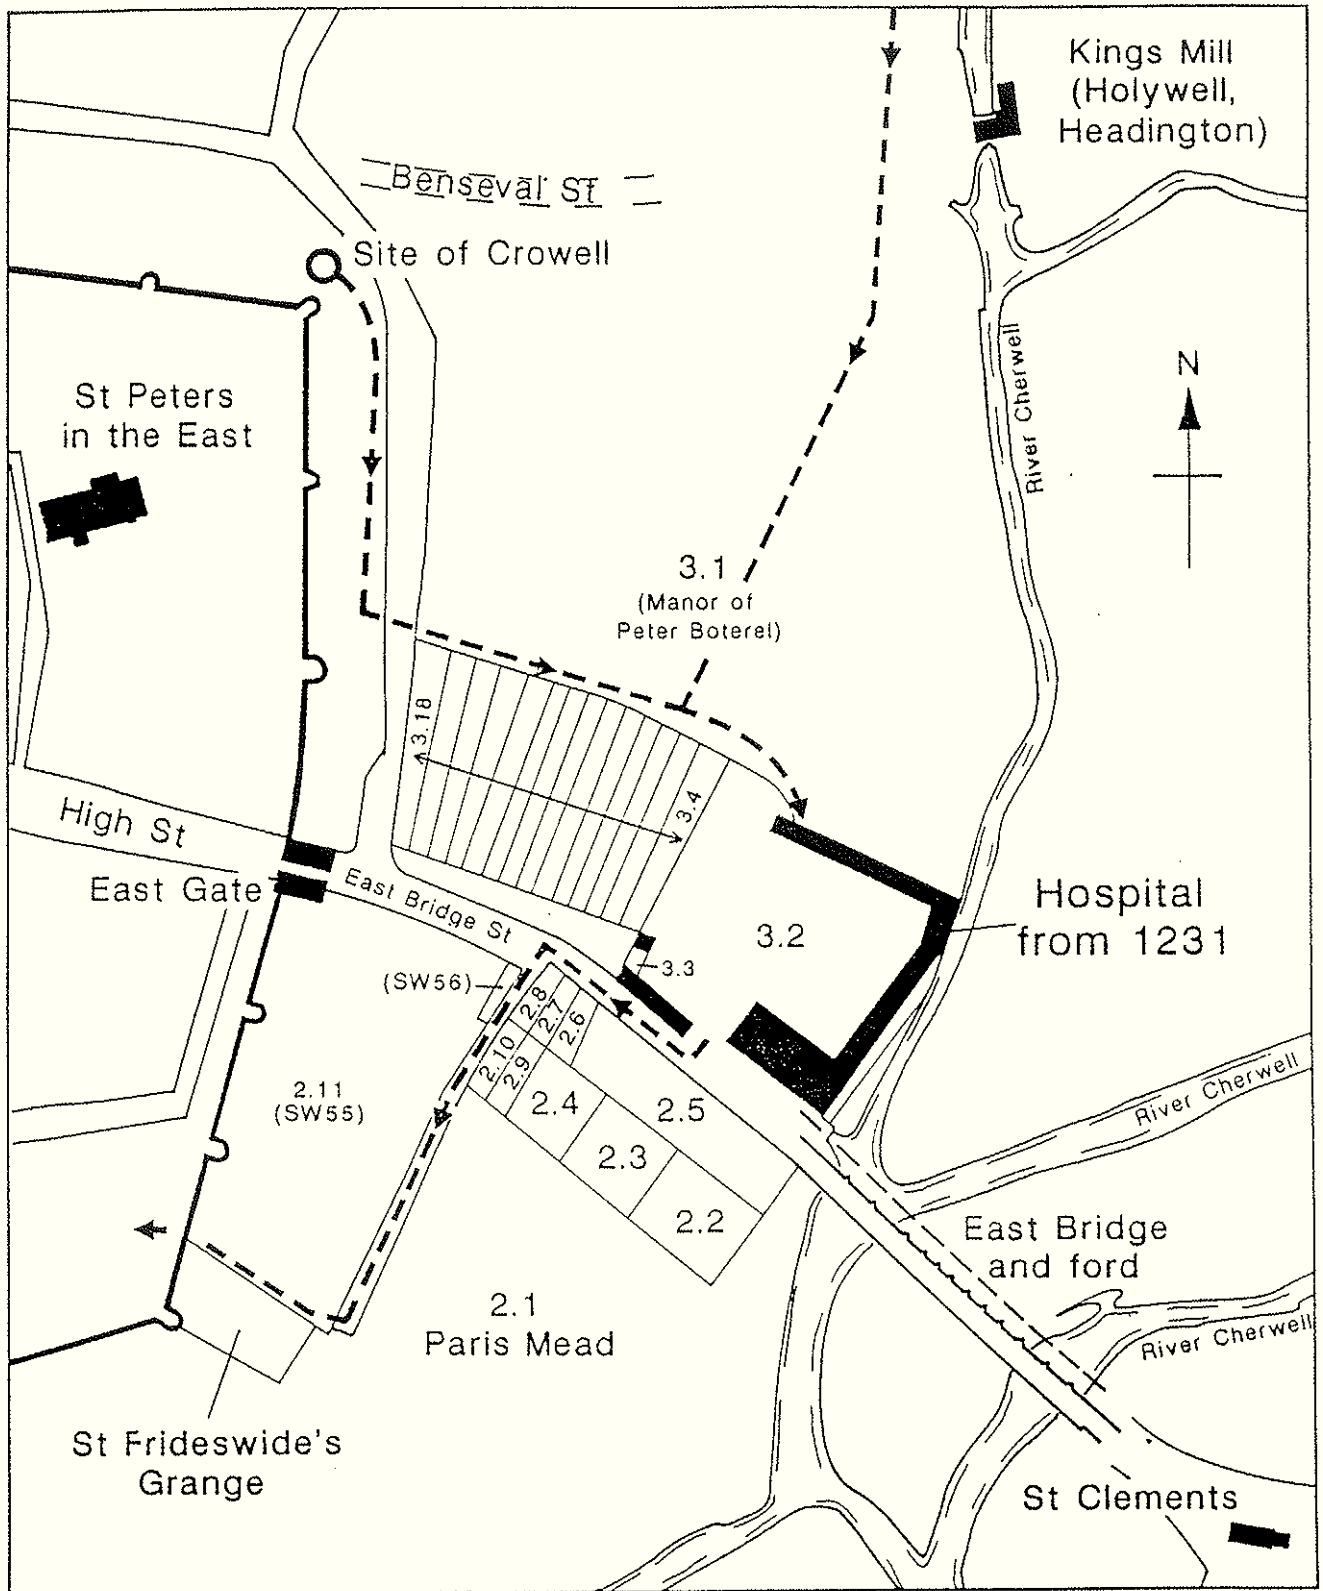 Kings Mill
(Holywell,
Headington)
Benseval St
Site of Crowell
River Cherwell
N
St Peters
in the East
3.1
(Manor of
Peter Boterel)
3.18
3.4
High St
East Gate
East Bridge St
Hospital
from 1231
3.2
3.3
(SW56)
2.8
2.7
2.6
2.10
2.9
2.11
(SW55)
2.4
2.5
2.3
2.2
River Cherwell
East Bridge
and ford
2.1
Paris Mead
River Cherwell
St Frideswide's
Grange
St Clements